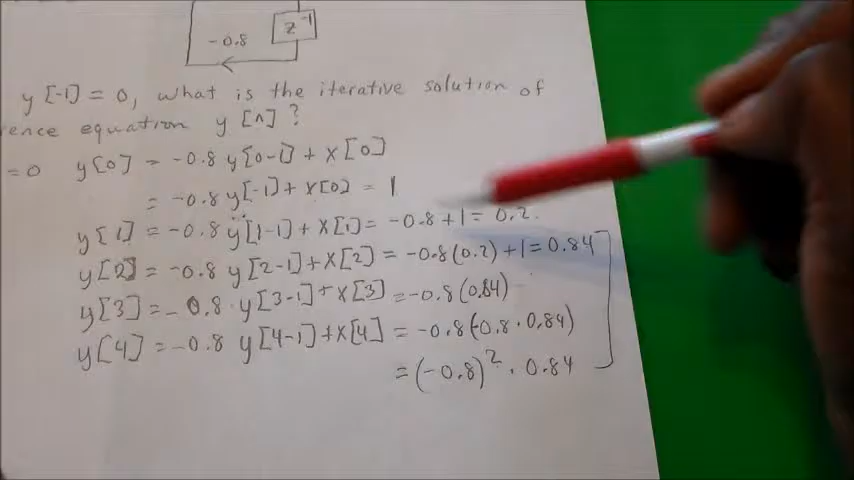 -0.8 z⁻¹
y[-1] = 0, what is the iterative solution of
ence equation y[n]?
= 0 y[0] = -0.8 y[0-1] + x[0]
= -0.8 y[-1] + x[0] = 1
y[1] = -0.8 y[1-1] + x[1] = -0.8 + 1 = 0.2
y[2] = -0.8 y[2-1] + x[2] = -0.8(0.2) + 1 = 0.84
y[3] = -0.8 · y[3-1] + x[3] = -0.8(0.84)
y[4] = -0.8 y[4-1] + x[4] = -0.8(-0.8 · 0.84)
= (-0.8)² · 0.84